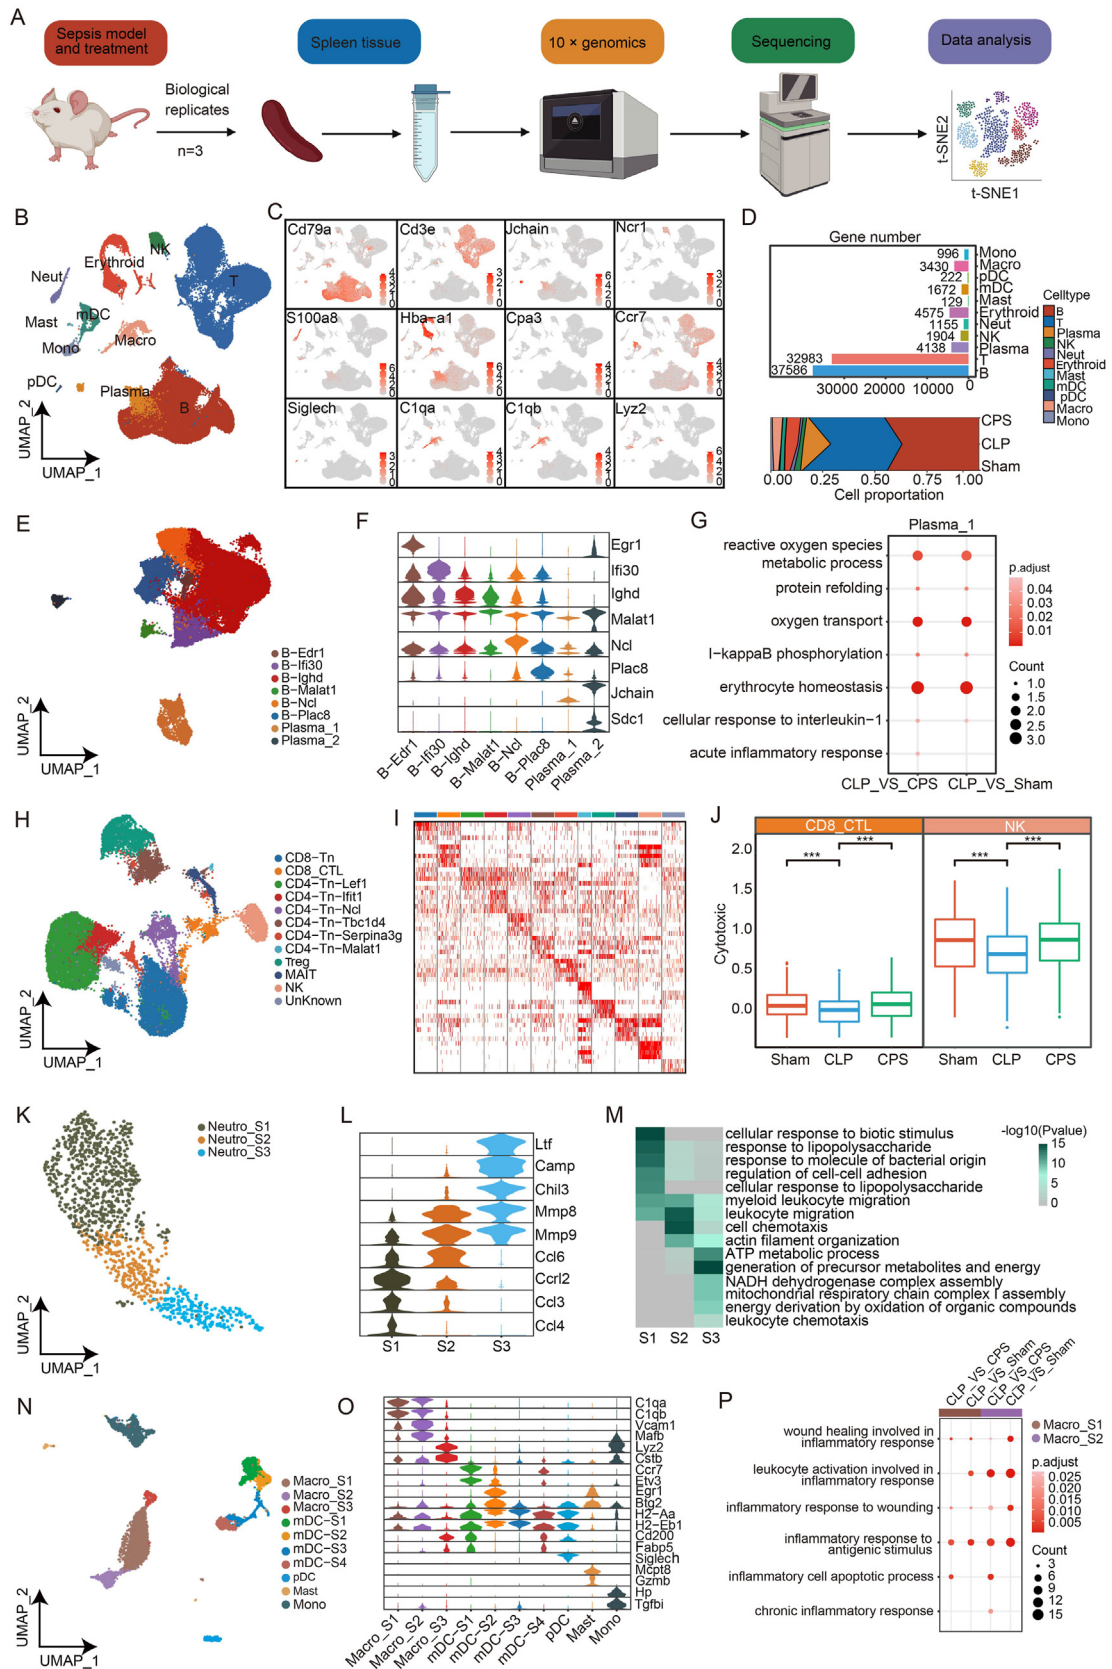 A
Sepsis model
and treatment
Spleen tissue
10 × genomics
Sequencing
Data analysis
Biological
replicates
n=3
t-SNE2
t-SNE1
B
NK
Erythroid
T
Neut
mDC
Mast
Macro
Mono
pDC
Plasma
B
UMAP_2
UMAP_1
C
Cd79a
Cd3e
Jchain
Ncr1
S100a8
Hba-a1
Cpa3
Ccr7
Siglech
C1qa
C1qb
Lyz2
D
Gene number
996 Mono
3430 Macro
222 pDC
1672 mDC
129 Mast
4575 Erythroid
1155 Neut
1904 NK
4138 Plasma
32983 T
37586 B
30000 20000 10000 0
Celltype
B
T
Plasma
NK
Neut
Erythroid
Mast
mDC
pDC
Macro
Mono
CPS
CLP
Sham
0.00 0.25 0.50 0.75 1.00
Cell proportion
E
B-Edr1
B-Ifi30
B-Ighd
B-Malat1
B-Ncl
B-Plac8
Plasma_1
Plasma_2
UMAP_2
UMAP_1
F
Egr1
Ifi30
Ighd
Malat1
Ncl
Plac8
Jchain
Sdc1
B-Edr1
B-Ifi30
B-Ighd
B-Malat1
B-Ncl
B-Plac8
Plasma_1
Plasma_2
G
Plasma_1
reactive oxygen species
metabolic process
protein refolding
oxygen transport
I-kappaB phosphorylation
erythrocyte homeostasis
cellular response to interleukin-1
acute inflammatory response
CLP_VS_CPS
CLP_VS_Sham
p.adjust
0.04
0.03
0.02
0.01
Count
1.0
1.5
2.0
2.5
3.0
H
CD8-Tn
CD8_CTL
CD4-Tn-Lef1
CD4-Tn-Ifit1
CD4-Tn-Ncl
CD4-Tn-Tbc1d4
CD4-Tn-Serpina3g
CD4-Tn-Malat1
Treg
MAIT
NK
UnKnown
UMAP_2
UMAP_1
I
J
CD8_CTL
NK
***
***
***
***
Cytotoxic
2.0
1.5
1.0
0.5
0.0
Sham CLP CPS Sham CLP CPS
K
Neutro_S1
Neutro_S2
Neutro_S3
UMAP_2
UMAP_1
L
Ltf
Camp
Chil3
Mmp8
Mmp9
Ccl6
Ccrl2
Ccl3
Ccl4
S1 S2 S3
M
cellular response to biotic stimulus
response to lipopolysaccharide
response to molecule of bacterial origin
regulation of cell-cell adhesion
cellular response to lipopolysaccharide
myeloid leukocyte migration
leukocyte migration
cell chemotaxis
actin filament organization
ATP metabolic process
generation of precursor metabolites and energy
NADH dehydrogenase complex assembly
mitochondrial respiratory chain complex I assembly
energy derivation by oxidation of organic compounds
leukocyte chemotaxis
S1 S2 S3
-log10(Pvalue)
15
10
5
0
N
Macro_S1
Macro_S2
Macro_S3
mDC-S1
mDC-S2
mDC-S3
mDC-S4
pDC
Mast
Mono
UMAP_2
UMAP_1
O
C1qa
C1qb
Vcam1
Mafb
Lyz2
Cstb
Ccr7
Etv3
Egr1
Btg2
H2-Aa
H2-Eb1
Cd200
Fabp5
Siglech
Mcpt8
Gzmb
Hp
Tgfbi
Macro_S1
Macro_S2
Macro_S3
mDC-S1
mDC-S2
mDC-S3
mDC-S4
pDC
Mast
Mono
P
CLP_VS_CPS
CLP_VS_Sham
CLP_VS_CPS
CLP_VS_Sham
wound healing involved in
inflammatory response
leukocyte activation involved in
inflammatory response
inflammatory response to wounding
inflammatory response to
antigenic stimulus
inflammatory cell apoptotic process
chronic inflammatory response
Macro_S1
Macro_S2
p.adjust
0.025
0.020
0.015
0.010
0.005
Count
3
6
9
12
15